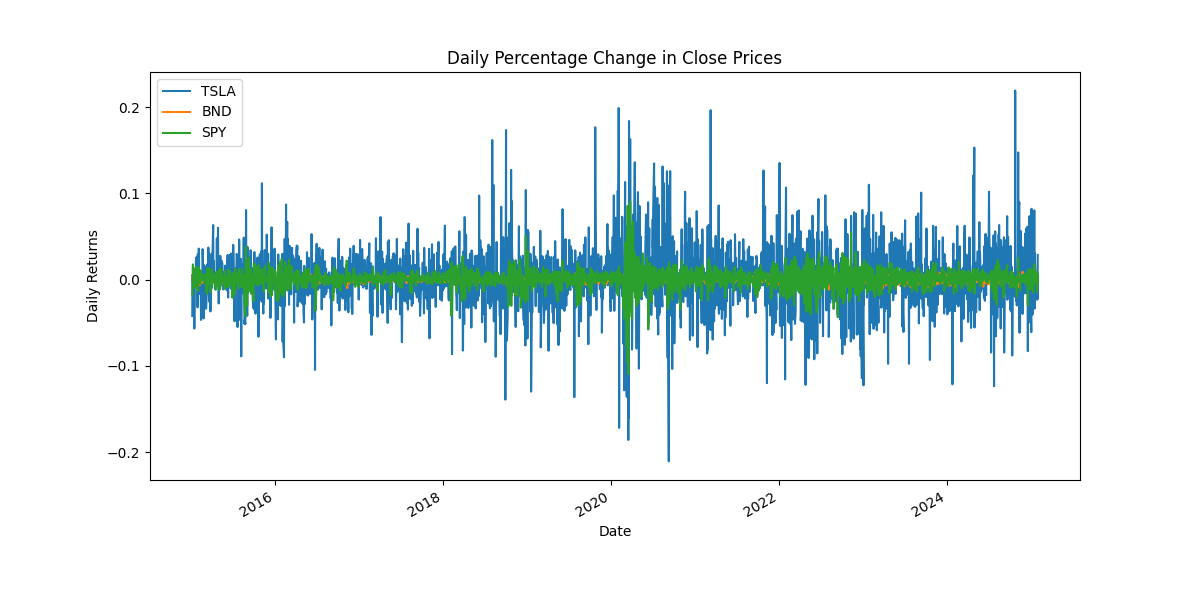 Daily Percentage Change in Close Prices
TSLA
BND
SPY
0.2
0.1
0.0
−0.1
−0.2
Daily Returns
2016
2018
2020
2022
2024
Date